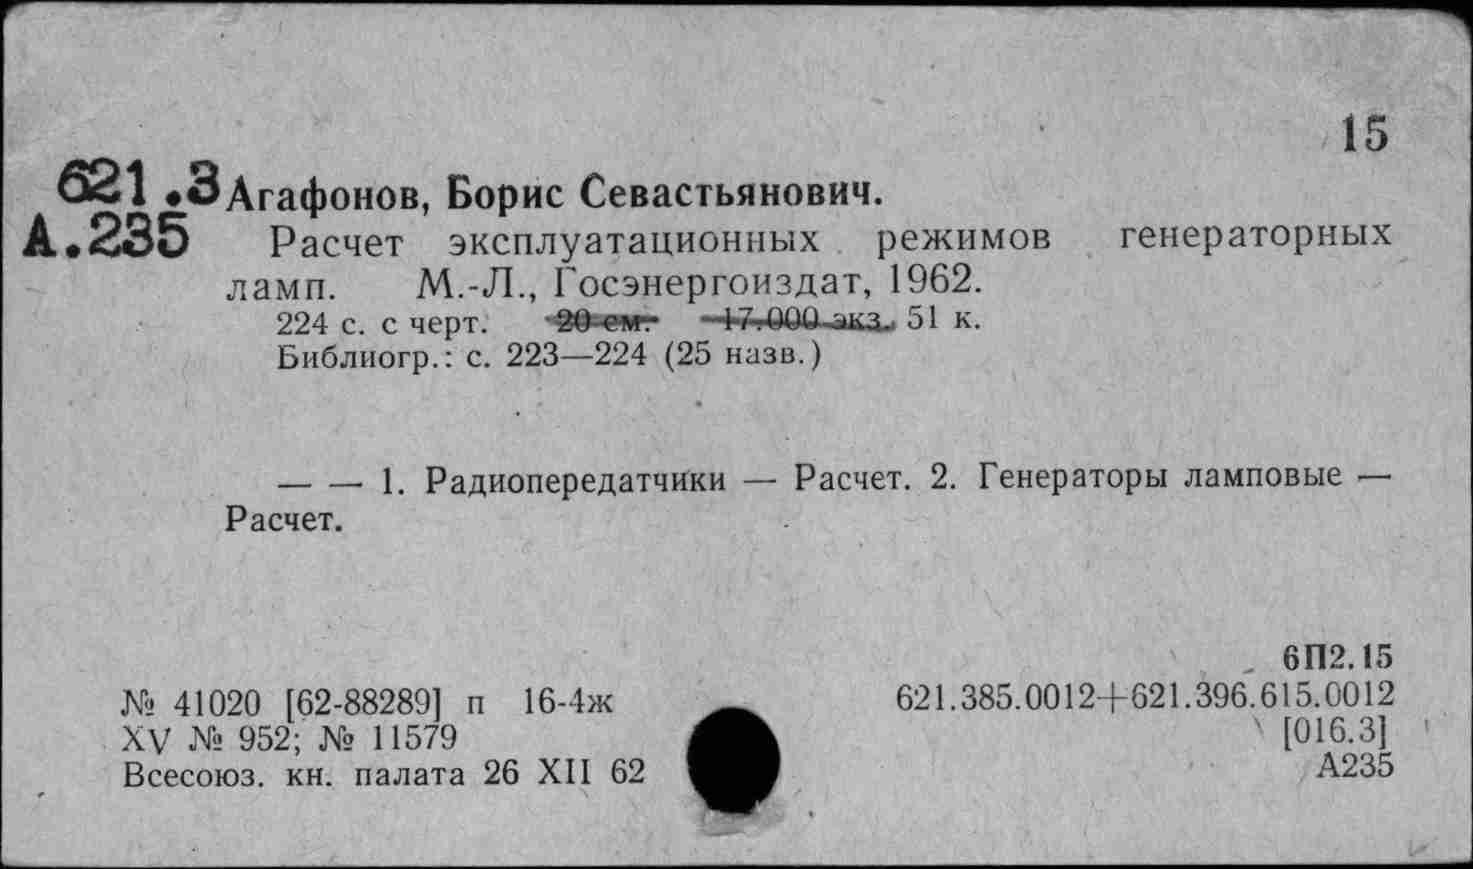 15
621.3 Агафонов, Борис Севастьянович.
А.235 Расчет эксплуатационных режимов генераторных
ламп. М.-Л., Госэнергоиздат, 1962.
224 с. с черт. 20 см. 17.000 экз. 51 к.
Библиогр.: с. 223—224 (25 назв.)
— — 1. Радиопередатчики — Расчет. 2. Генераторы ламповые —
Расчет.
6П2.15
№ 41020 [62-88289] п 16-4ж 621.385.0012+621.396.615.0012
XV № 952; № 11579 [016.3]
Всесоюз. кн. палата 26 XII 62 А235